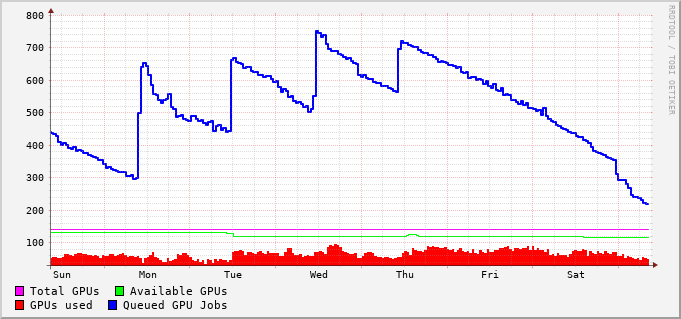 800
700
600
500
400
300
200
100
Sun Mon Tue Wed Thu Fri Sat
Total GPUs Available GPUs
GPUs used Queued GPU Jobs
RRDTOOL / TOBI OETIKER